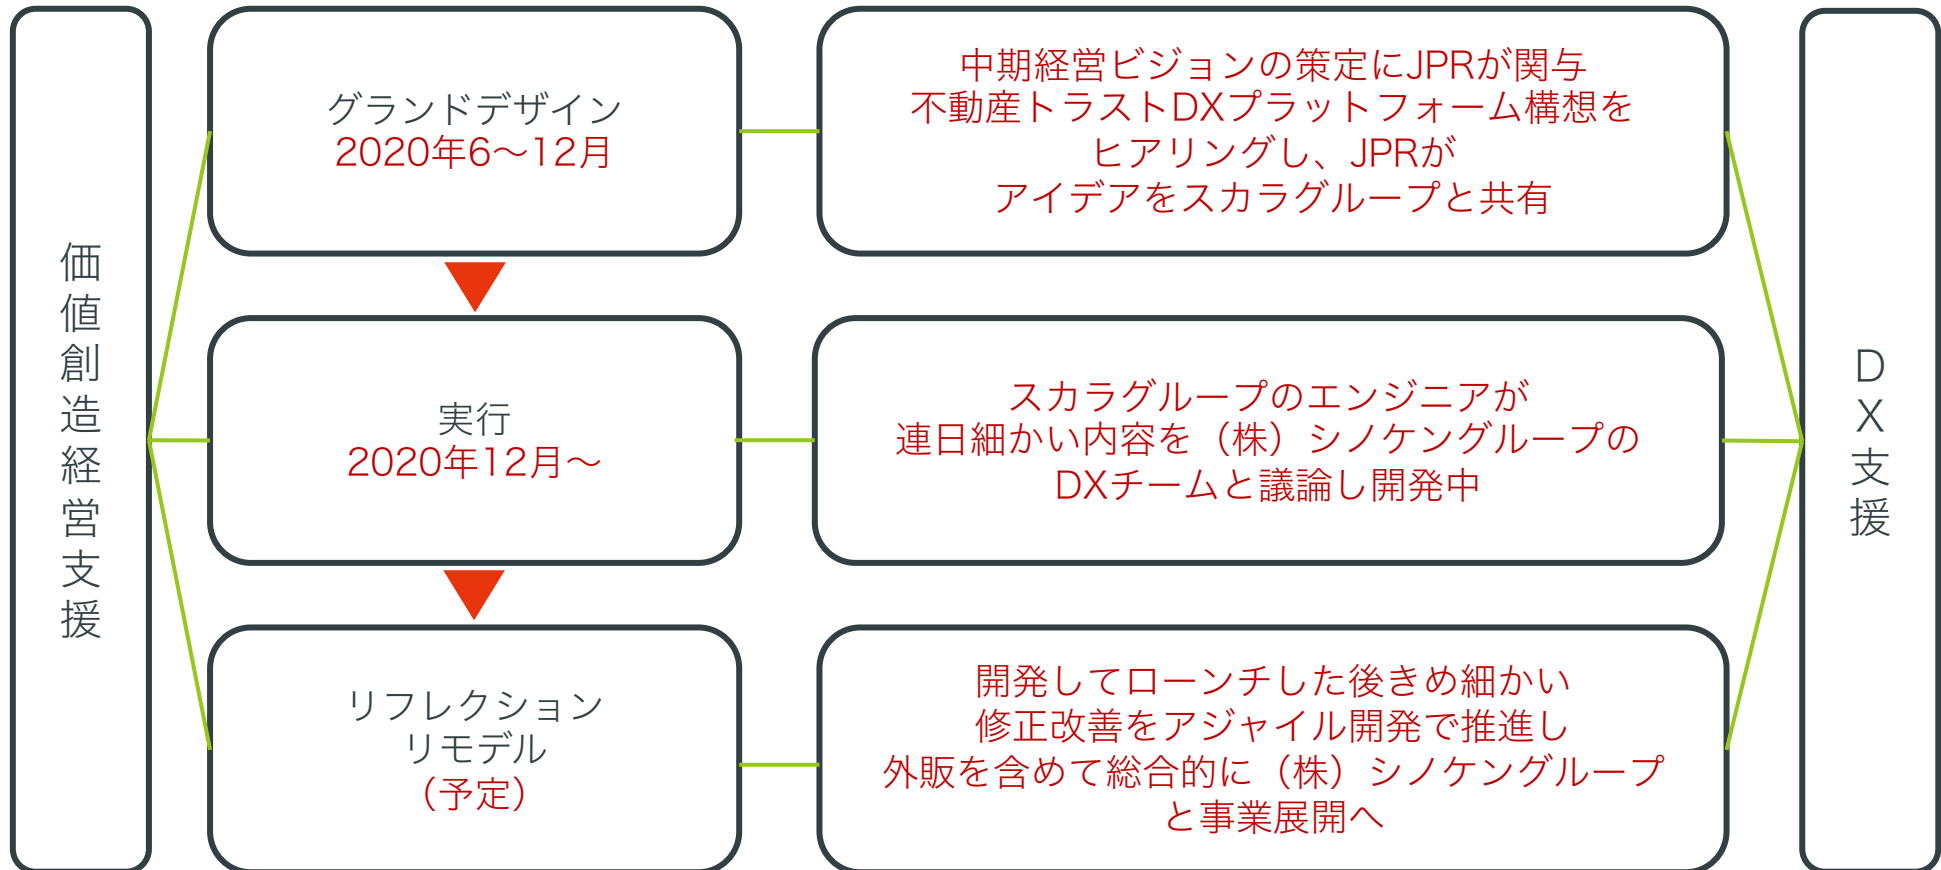 価値創造経営支援
グランドデザイン
2020年6〜12月
中期経営ビジョンの策定にJPRが関与
不動産トラストDXプラットフォーム構想を
ヒアリングし、JPRが
アイデアをスカラグループと共有
実行
2020年12月〜
スカラグループのエンジニアが
連日細かい内容を（株）シノケングループの
DXチームと議論し開発中
リフレクション
リモデル
（予定）
開発してローンチした後きめ細かい
修正改善をアジャイル開発で推進し
外販を含めて総合的に（株）シノケングループ
と事業展開へ
DX支援